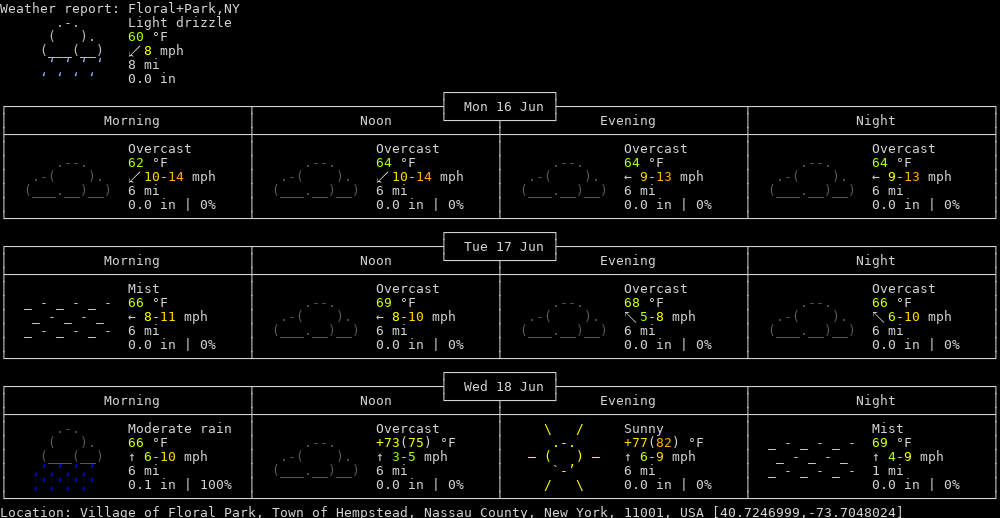 Weather report: Floral+Park,NY
Light drizzle
60 °F
↙ 8 mph
8 mi
0.0 in
Mon 16 Jun
Morning Noon Evening Night
Overcast Overcast Overcast Overcast
62 °F 64 °F 64 °F 64 °F
↙ 10-14 mph ↙ 10-14 mph ← 9-13 mph ← 9-13 mph
6 mi 6 mi 6 mi 6 mi
0.0 in | 0% 0.0 in | 0% 0.0 in | 0% 0.0 in | 0%
Tue 17 Jun
Morning Noon Evening Night
Mist Overcast Overcast Overcast
66 °F 69 °F 68 °F 66 °F
← 8-11 mph ← 8-10 mph ↖ 5-8 mph ↖ 6-10 mph
6 mi 6 mi 6 mi 6 mi
0.0 in | 0% 0.0 in | 0% 0.0 in | 0% 0.0 in | 0%
Wed 18 Jun
Morning Noon Evening Night
Moderate rain Overcast Sunny Mist
66 °F +73(75) °F +77(82) °F 69 °F
↑ 6-10 mph ↑ 3-5 mph ↑ 6-9 mph ↑ 4-9 mph
6 mi 6 mi 6 mi 1 mi
0.1 in | 100% 0.0 in | 0% 0.0 in | 0% 0.0 in | 0%
Location: Village of Floral Park, Town of Hempstead, Nassau County, New York, 11001, USA [40.7246999,-73.7048024]